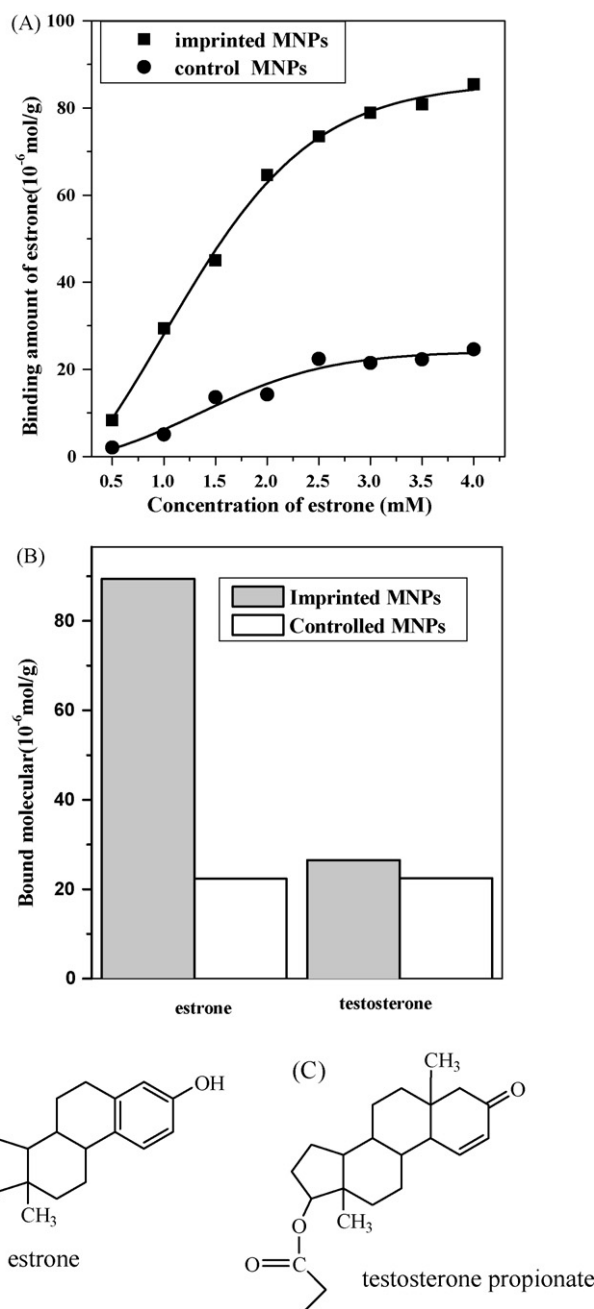 (A)
imprinted MNPs
control MNPs
Binding amount of estrone(10⁻⁶mol/g)
100
80
60
40
20
0
0.5 1.0 1.5 2.0 2.5 3.0 3.5 4.0
Concentration of estrone (mM)
(B)
Imprinted MNPs
Controlled MNPs
Bound molecular(10⁻⁶mol/g)
80
60
40
20
0
estrone testosterone
(C)
OH
CH₃
estrone
CH₃
O
CH₃
O
O
C
testosterone propionate